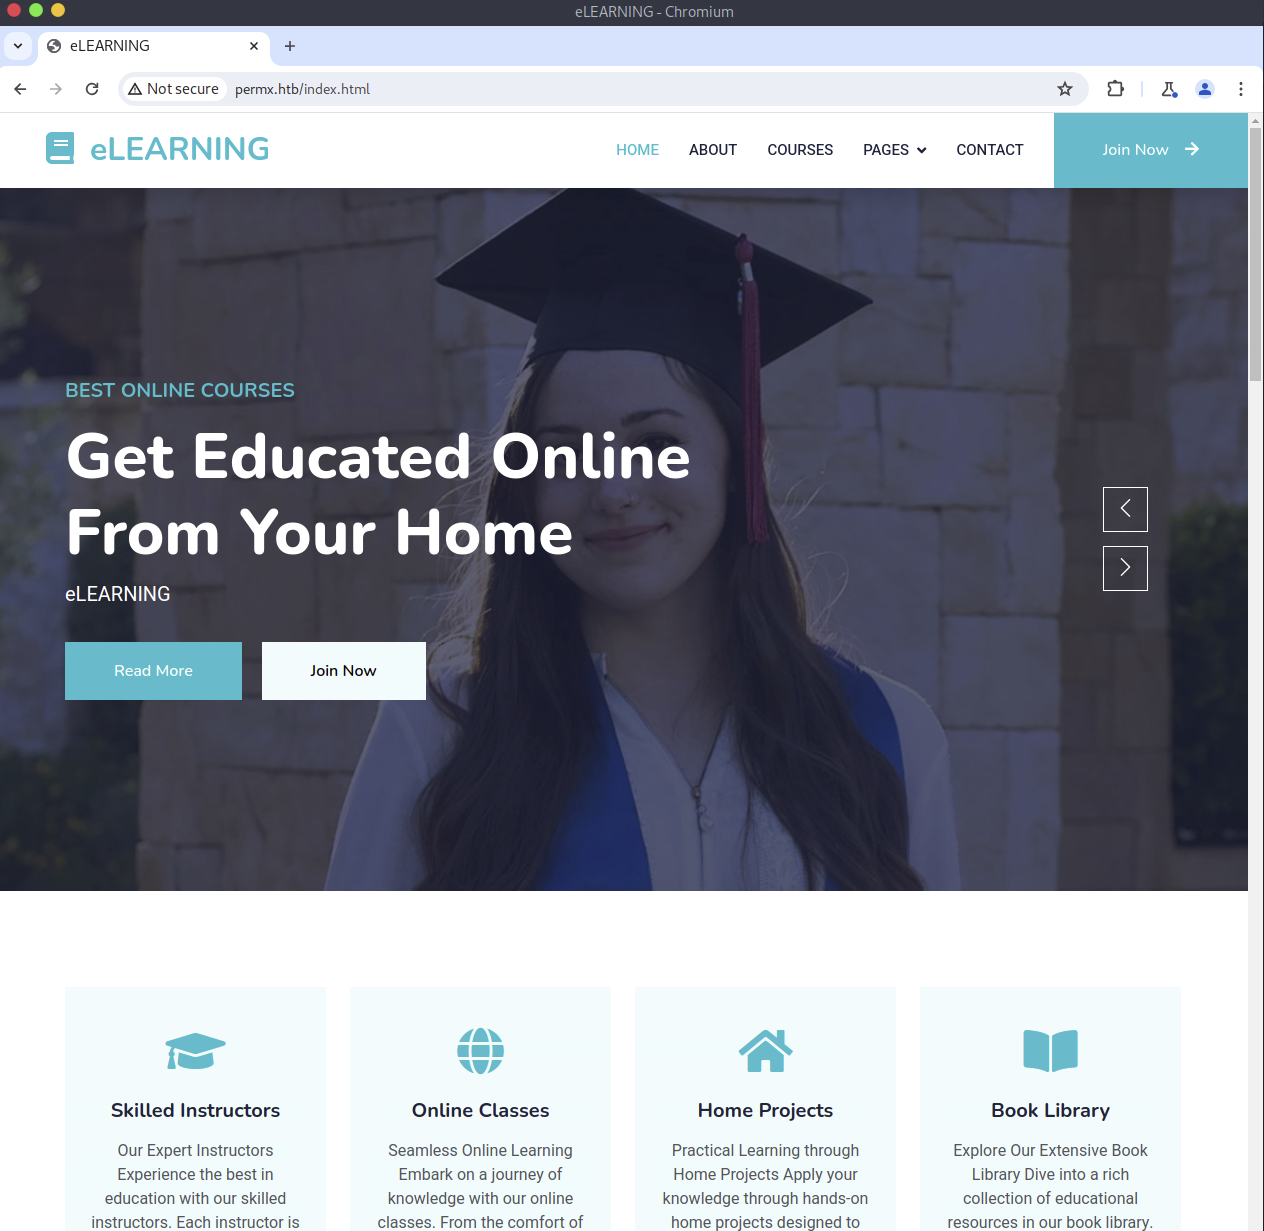 eLEARNING - Chromium
eLEARNING
Not secure permx.htb/index.html
eLEARNING
HOME ABOUT COURSES PAGES CONTACT Join Now
BEST ONLINE COURSES
Get Educated Online
From Your Home
eLEARNING
Read More Join Now
Skilled Instructors
Our Expert Instructors
Experience the best in
education with our skilled
instructors. Each instructor is
Online Classes
Seamless Online Learning
Embark on a journey of
knowledge with our online
classes. From the comfort of
Home Projects
Practical Learning through
Home Projects Apply your
knowledge through hands-on
home projects designed to
Book Library
Explore Our Extensive Book
Library Dive into a rich
collection of educational
resources in our book library.